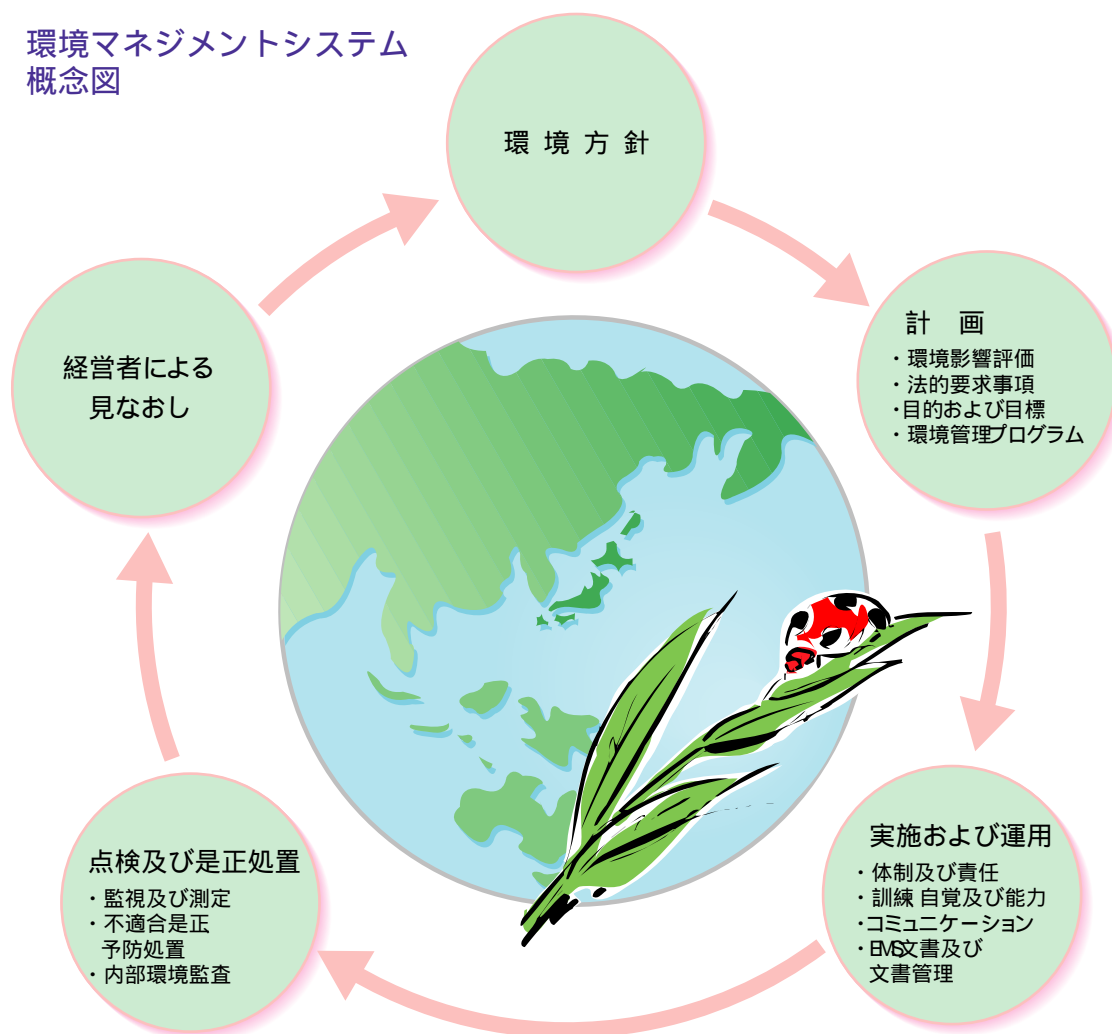 環境マネジメントシステム
概念図
環境方針
計 画
・環境影響評価
・法的要求事項
・目的および目標
・環境管理プログラム
実施および運用
・体制及び責任
・訓練 自覚及び能力
・コミュニケーション
・EMS文書及び
文書管理
点検及び是正処置
・監視及び測定
・不適合是正
予防処置
・内部環境監査
経営者による
見なおし